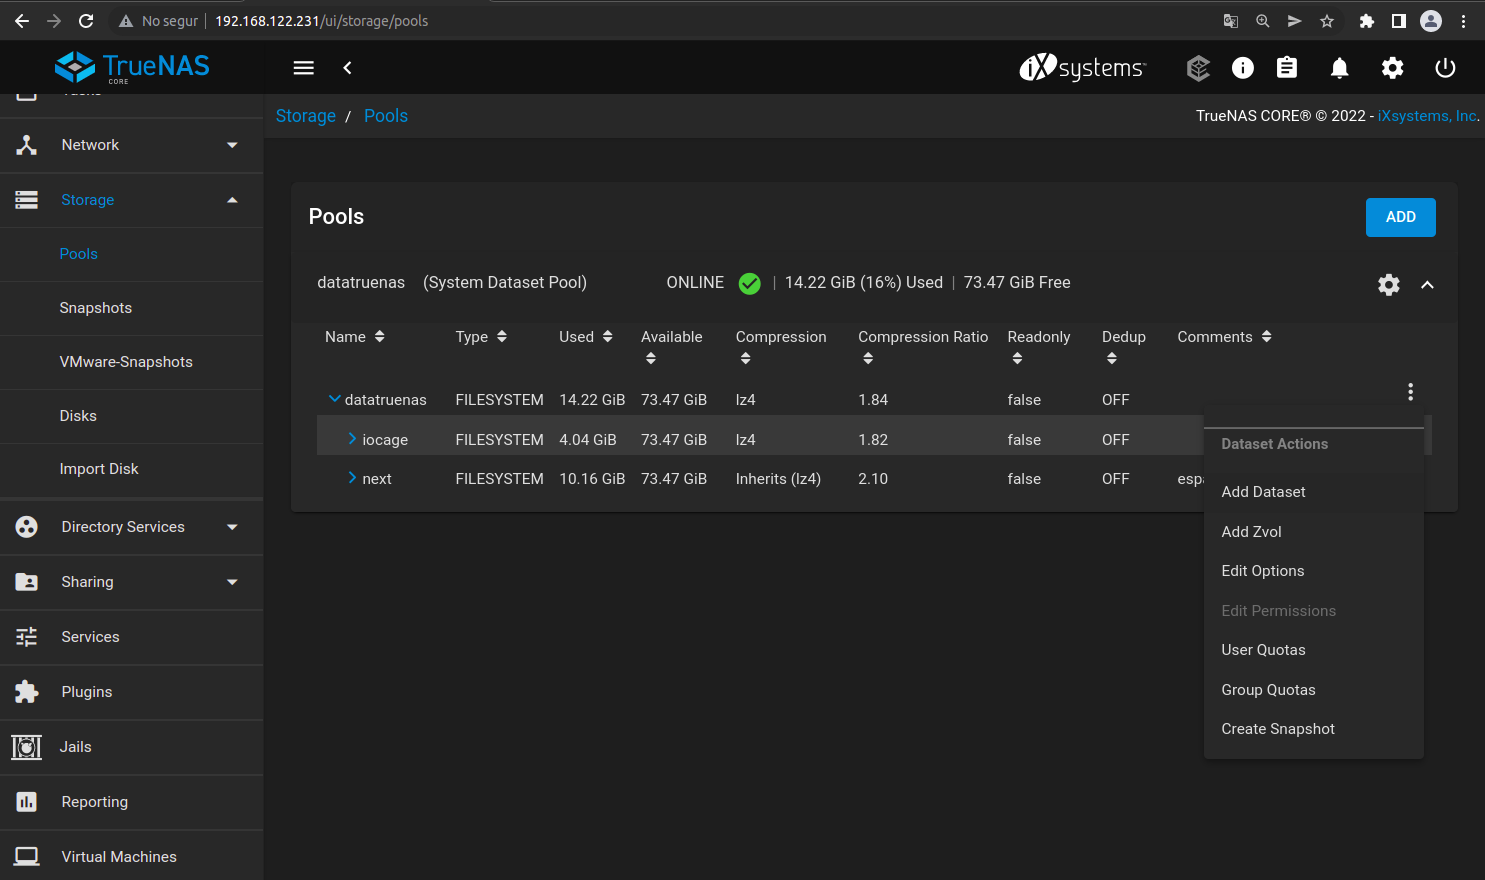 No segur | 192.168.122.231/ui/storage/pools
TrueNAS
CORE
iXsystems™
Storage / Pools
TrueNAS CORE® © 2022 - iXsystems, Inc.
Network
Storage
Pools
Snapshots
VMware-Snapshots
Disks
Import Disk
Directory Services
Sharing
Services
Plugins
Jails
Reporting
Virtual Machines
Pools
ADD
datatruenas (System Dataset Pool) ONLINE | 14.22 GiB (16%) Used | 73.47 GiB Free
Name Type Used Available Compression Compression Ratio Readonly Dedup Comments
datatruenas FILESYSTEM 14.22 GiB 73.47 GiB lz4 1.84 false OFF
iocage FILESYSTEM 4.04 GiB 73.47 GiB lz4 1.82 false OFF
next FILESYSTEM 10.16 GiB 73.47 GiB Inherits (lz4) 2.10 false OFF
Dataset Actions
Add Dataset
Add Zvol
Edit Options
Edit Permissions
User Quotas
Group Quotas
Create Snapshot